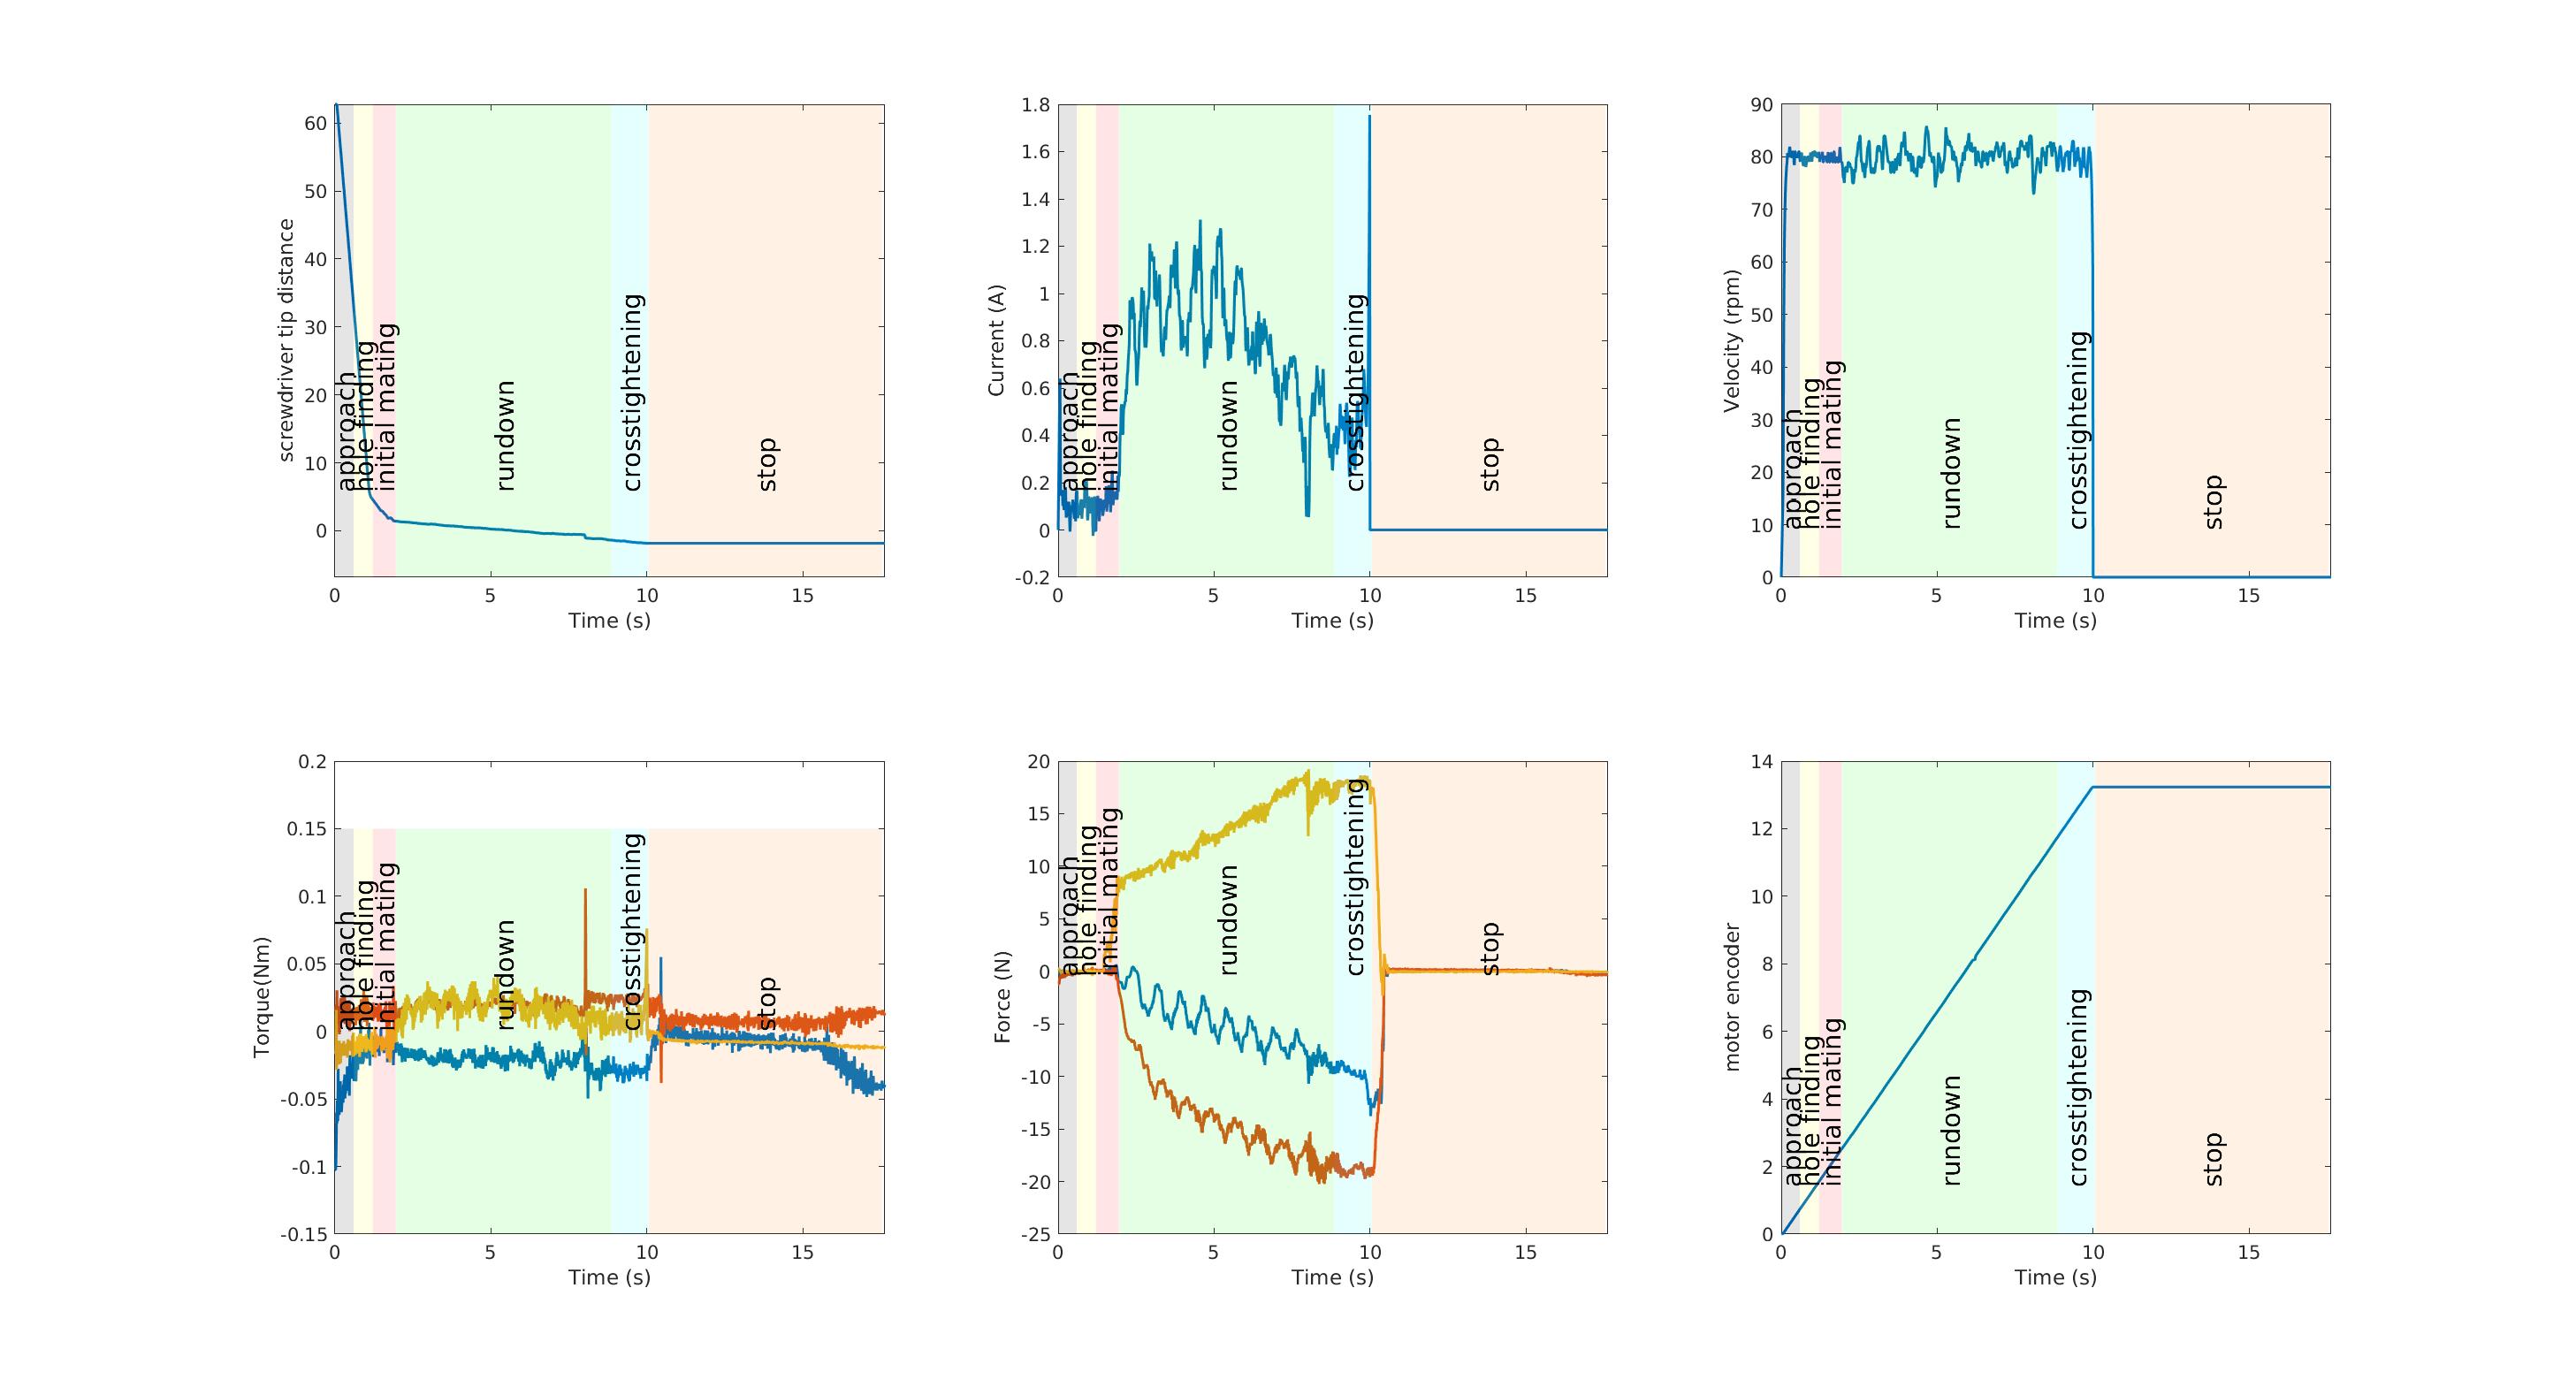 screwdriver tip distance
60
50
40
30
20
10
0
approach
hole finding
initial mating
rundown
crosstightening
stop
0 5 10 15
Time (s)
Current (A)
1.8
1.6
1.4
1.2
1
0.8
0.6
0.4
0.2
0
-0.2
approach
hole finding
initial mating
rundown
crosstightening
stop
0 5 10 15
Time (s)
Velocity (rpm)
90
80
70
60
50
40
30
20
10
0
approach
hole finding
initial mating
rundown
crosstightening
stop
0 5 10 15
Time (s)
Torque(Nm)
0.2
0.15
0.1
0.05
0
-0.05
-0.1
-0.15
approach
hole finding
initial mating
rundown
crosstightening
stop
0 5 10 15
Time (s)
Force (N)
20
15
10
5
0
-5
-10
-15
-20
-25
approach
hole finding
initial mating
rundown
crosstightening
stop
0 5 10 15
Time (s)
motor encoder
14
12
10
8
6
4
2
0
approach
hole finding
initial mating
rundown
crosstightening
stop
0 5 10 15
Time (s)